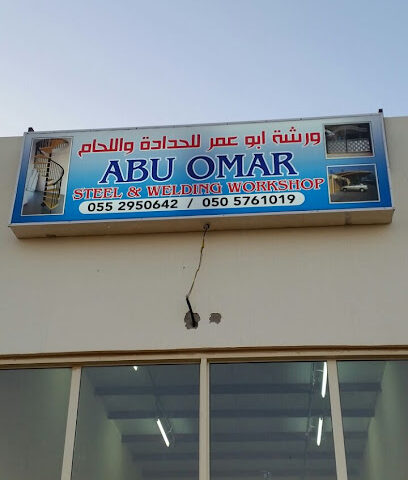 ورشة ابو عمر للحدادة واللحام
ABU OMAR
STEEL & WELDING WORKSHOP
055 2950642 / 050 5761019